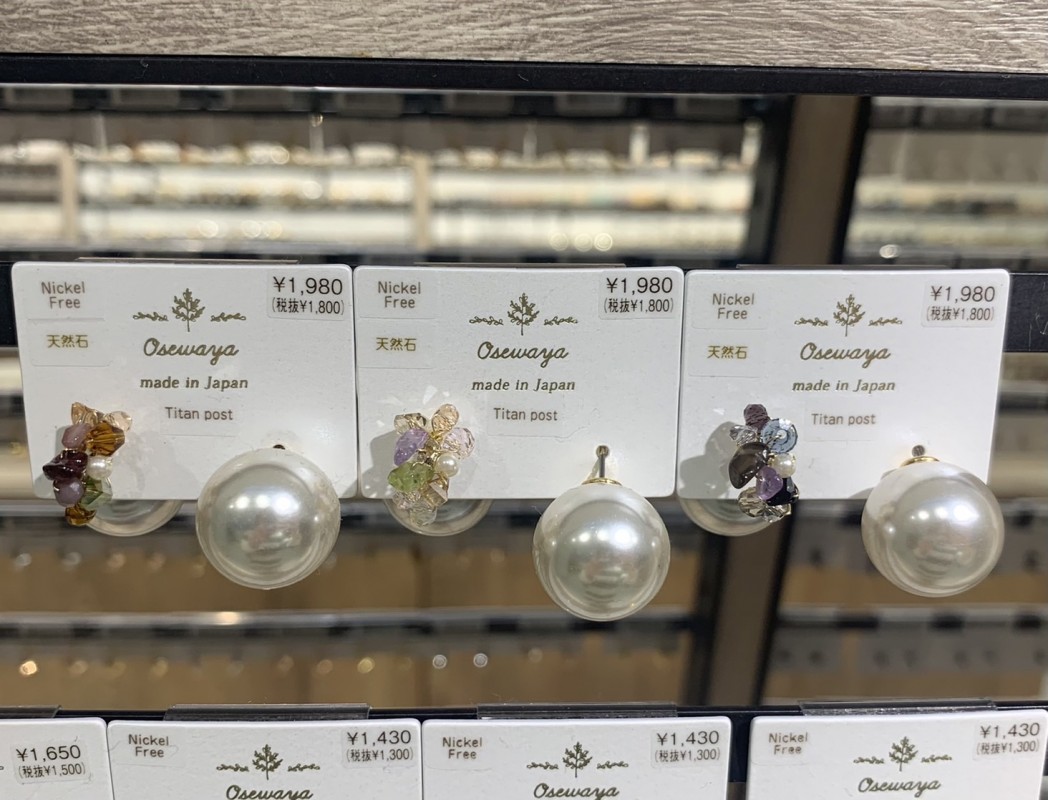 Nickel
Free
¥1,980
(税抜¥1,800)
天然石
Osewaya
made in Japan
Titan post
Nickel
Free
¥1,980
(税抜¥1,800)
天然石
Osewaya
made in Japan
Titan post
Nickel
Free
¥1,980
(税抜¥1,800)
天然石
Osewaya
made in Japan
Titan post
¥1,650
(税抜¥1,500)
Nickel
Free
¥1,430
(税抜¥1,300)
Osewaya
Nickel
Free
¥1,430
(税抜¥1,300)
Osewaya
Nickel
Free
¥1,430
(税抜¥1,300)
Osewaya